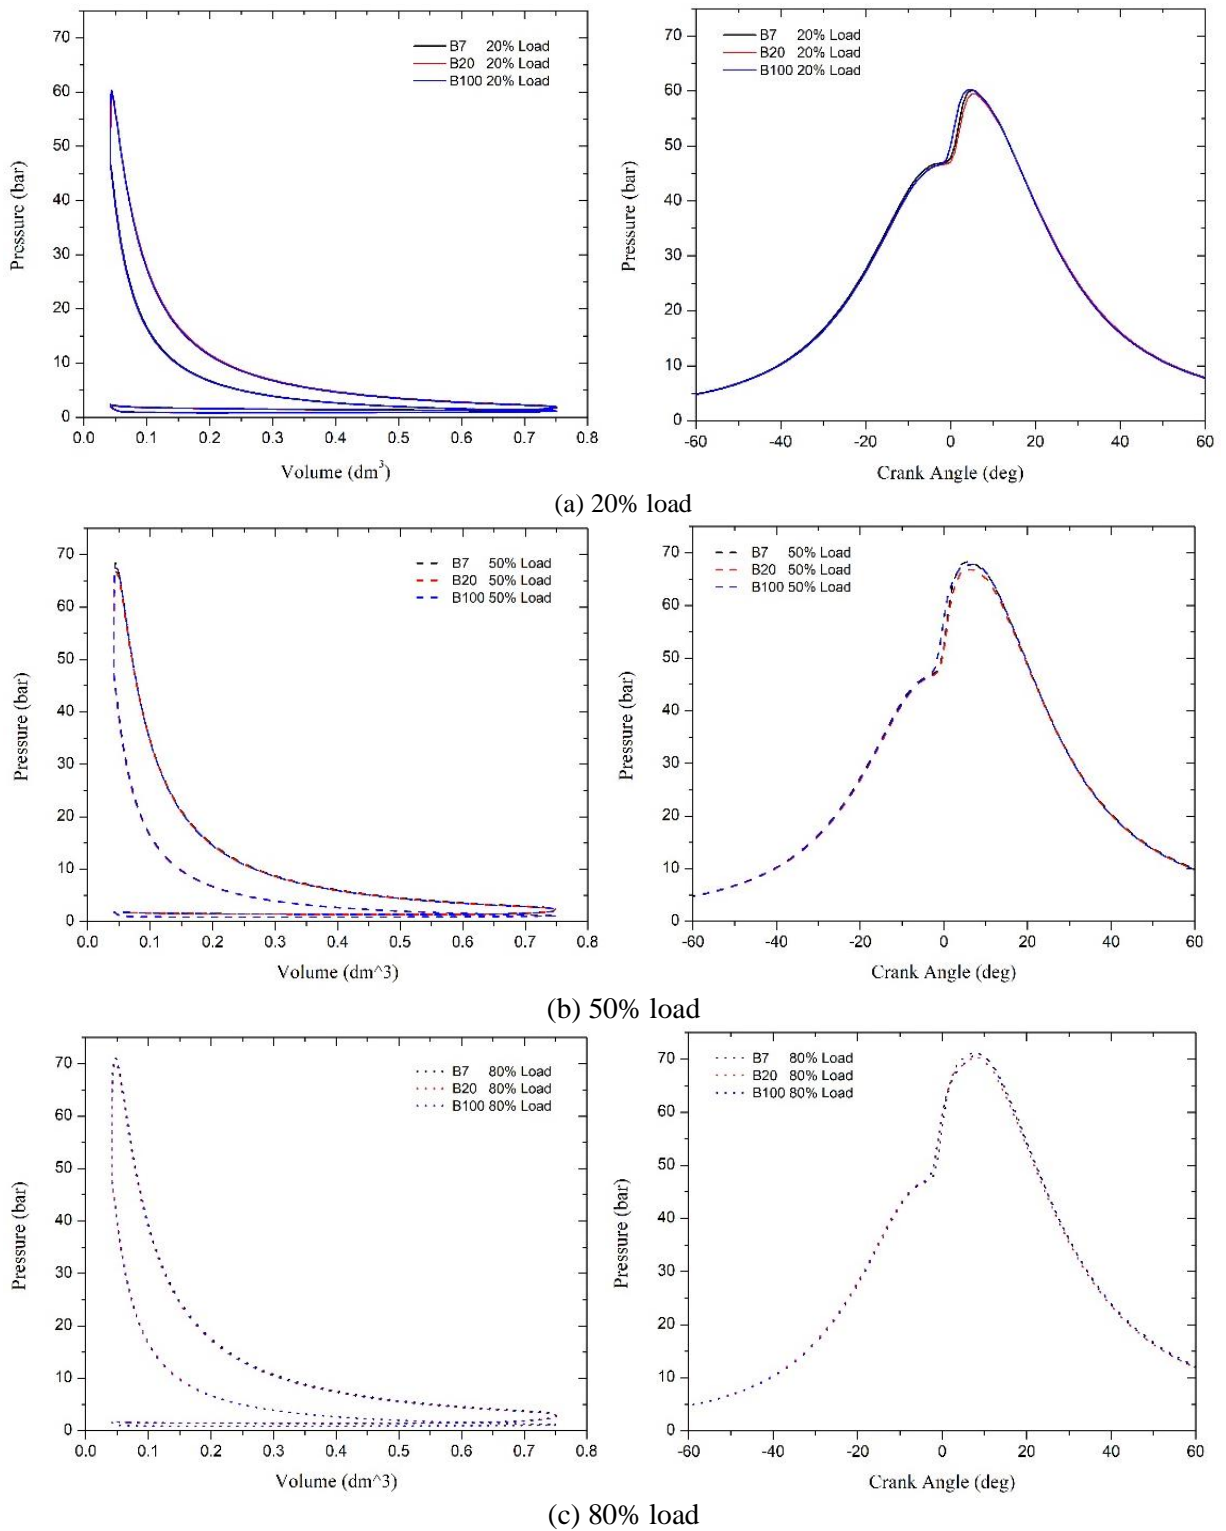 70
60
50
40
30
20
10
0
Pressure (bar)
B7 20% Load
B20 20% Load
B100 20% Load
0.0 0.1 0.2 0.3 0.4 0.5 0.6 0.7 0.8
Volume (dm³)
70
60
50
40
30
20
10
0
Pressure (bar)
B7 20% Load
B20 20% Load
B100 20% Load
-60 -40 -20 0 20 40 60
Crank Angle (deg)
(a) 20% load
70
60
50
40
30
20
10
0
Pressure (bar)
B7 50% Load
B20 50% Load
B100 50% Load
0.0 0.1 0.2 0.3 0.4 0.5 0.6 0.7 0.8
Volume (dm^3)
70
60
50
40
30
20
10
0
Pressure (bar)
B7 50% Load
B20 50% Load
B100 50% Load
-60 -40 -20 0 20 40 60
Crank Angle (deg)
(b) 50% load
70
60
50
40
30
20
10
0
Pressure (bar)
B7 80% Load
B20 80% Load
B100 80% Load
0.0 0.1 0.2 0.3 0.4 0.5 0.6 0.7 0.8
Volume (dm^3)
70
60
50
40
30
20
10
0
Pressure (bar)
B7 80% Load
B20 80% Load
B100 80% Load
-60 -40 -20 0 20 40 60
Crank Angle (deg)
(c) 80% load